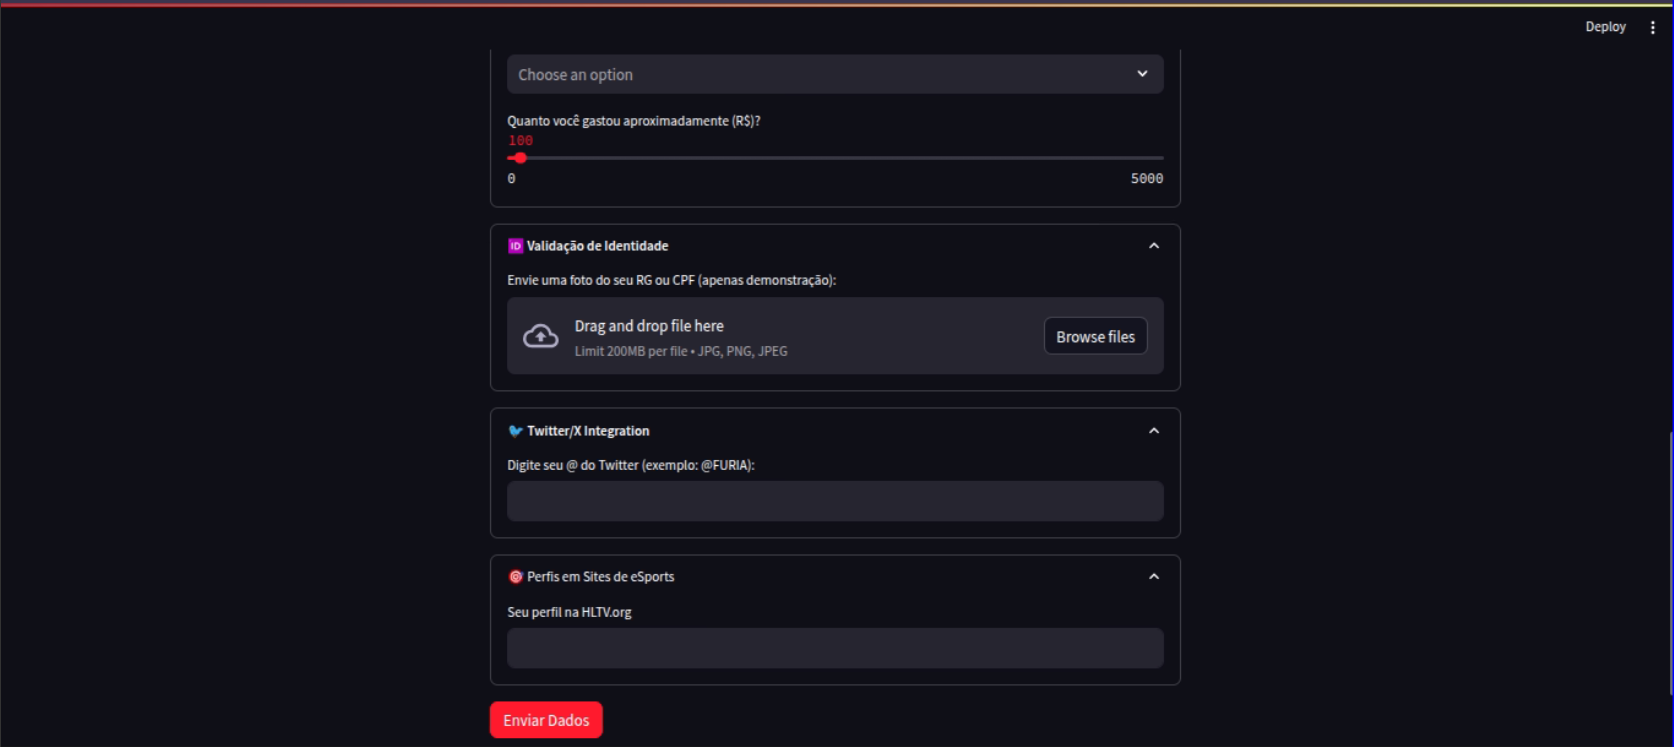 Deploy
Choose an option
Quanto você gastou aproximadamente (R$)?
100
0 5000
🆔 Validação de Identidade
Envie uma foto do seu RG ou CPF (apenas demonstração):
Drag and drop file here
Limit 200MB per file • JPG, PNG, JPEG
Browse files
🐦 Twitter/X Integration
Digite seu @ do Twitter (exemplo: @FURIA):
🎯 Perfis em Sites de eSports
Seu perfil na HLTV.org
Enviar Dados